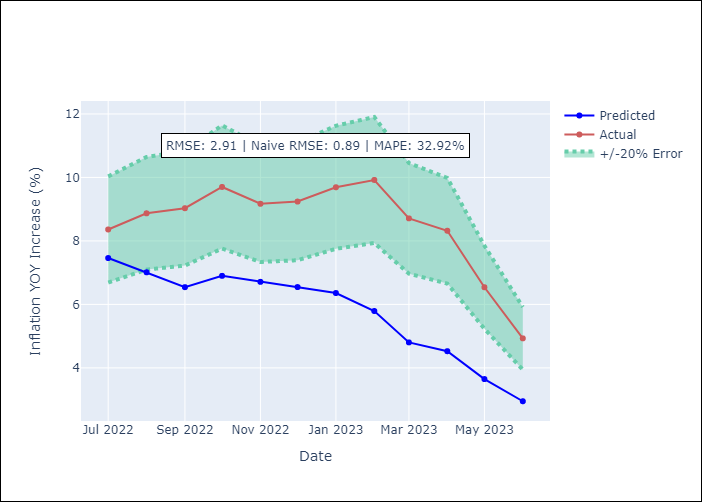 RMSE: 2.91 | Naive RMSE: 0.89 | MAPE: 32.92%
Predicted
Actual
+/-20% Error
12
10
8
6
4
Inflation YOY Increase (%)
Jul 2022
Sep 2022
Nov 2022
Jan 2023
Mar 2023
May 2023
Date